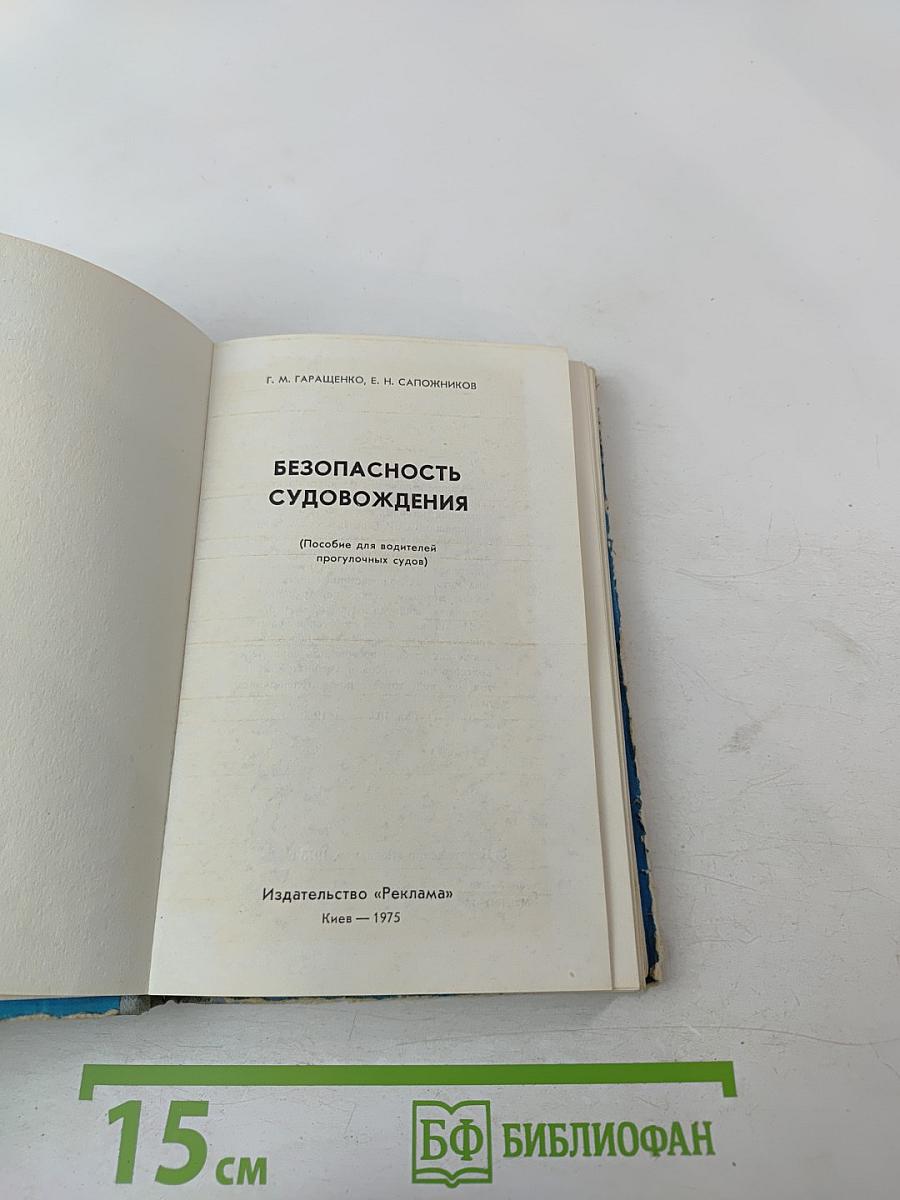 Г. М. ГАРАЩЕНКО, Е. Н. САПОЖНИКОВ
БЕЗОПАСНОСТЬ
СУДОВОЖДЕНИЯ
(Пособие для водителей
прогулочных судов)
Издательство «Реклама»
Киев — 1975
15 см
БФ БИБЛИОФАН